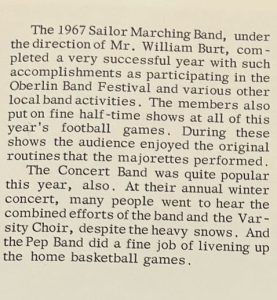 The 1967 Sailor Marching Band, under
the direction of Mr. William Burt, com-
pleted a very successful year with such
accomplishments as participating in the
Oberlin Band Festival and various other
local band activities. The members also
put on fine half-time shows at all of this
year's football games. During these
shows the audience enjoyed the original
routines that the majorettes performed.
The Concert Band was quite popular
this year, also. At their annual winter
concert, many people went to hear the
combined efforts of the band and the Var-
sity Choir, despite the heavy snows. And
the Pep Band did a fine job of livening up
the home basketball games.